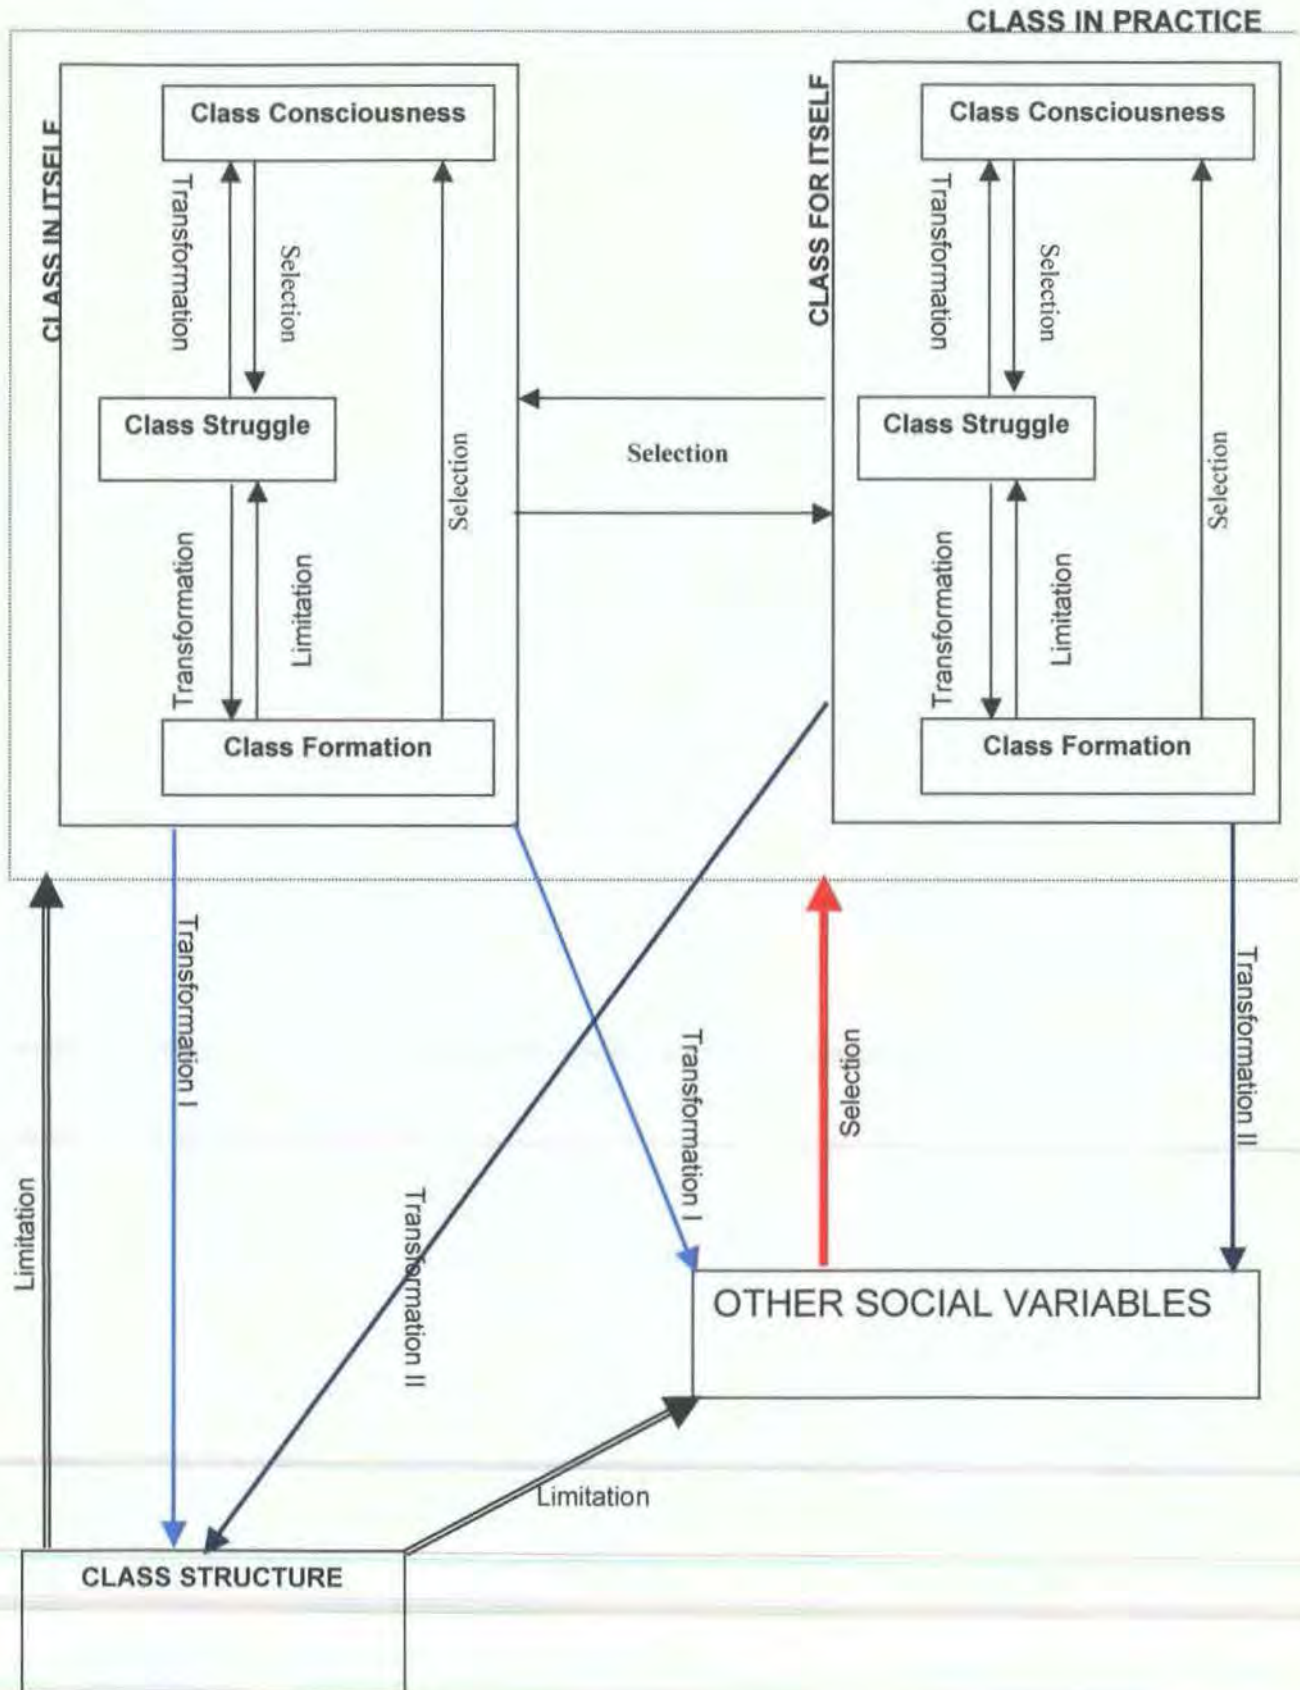 CLASS IN PRACTICE
CLASS IN ITSELF
Class Consciousness
Transformation
Selection
Class Struggle
Selection
Transformation
Limitation
Class Formation
Selection
CLASS FOR ITSELF
Class Consciousness
Transformation
Selection
Class Struggle
Selection
Transformation
Limitation
Class Formation
Transformation I
Transformation I
Selection
Transformation II
Limitation
Transformation II
OTHER SOCIAL VARIABLES
Limitation
CLASS STRUCTURE